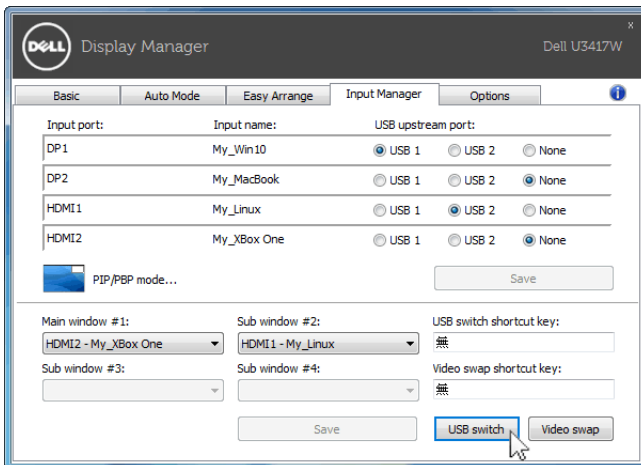 DELL Display Manager Dell U3417W
x
Basic Auto Mode Easy Arrange Input Manager Options i
Input port: Input name: USB upstream port:
DP1 My_Win10 USB 1 USB 2 None
DP2 My_MacBook USB 1 USB 2 None
HDMI1 My_Linux USB 1 USB 2 None
HDMI2 My_XBox One USB 1 USB 2 None
PIP/PBP mode... Save
Main window #1: Sub window #2: USB switch shortcut key:
HDMI2 - My_XBox One HDMI1 - My_Linux 無
Sub window #3: Sub window #4: Video swap shortcut key:
無
Save USB switch Video swap